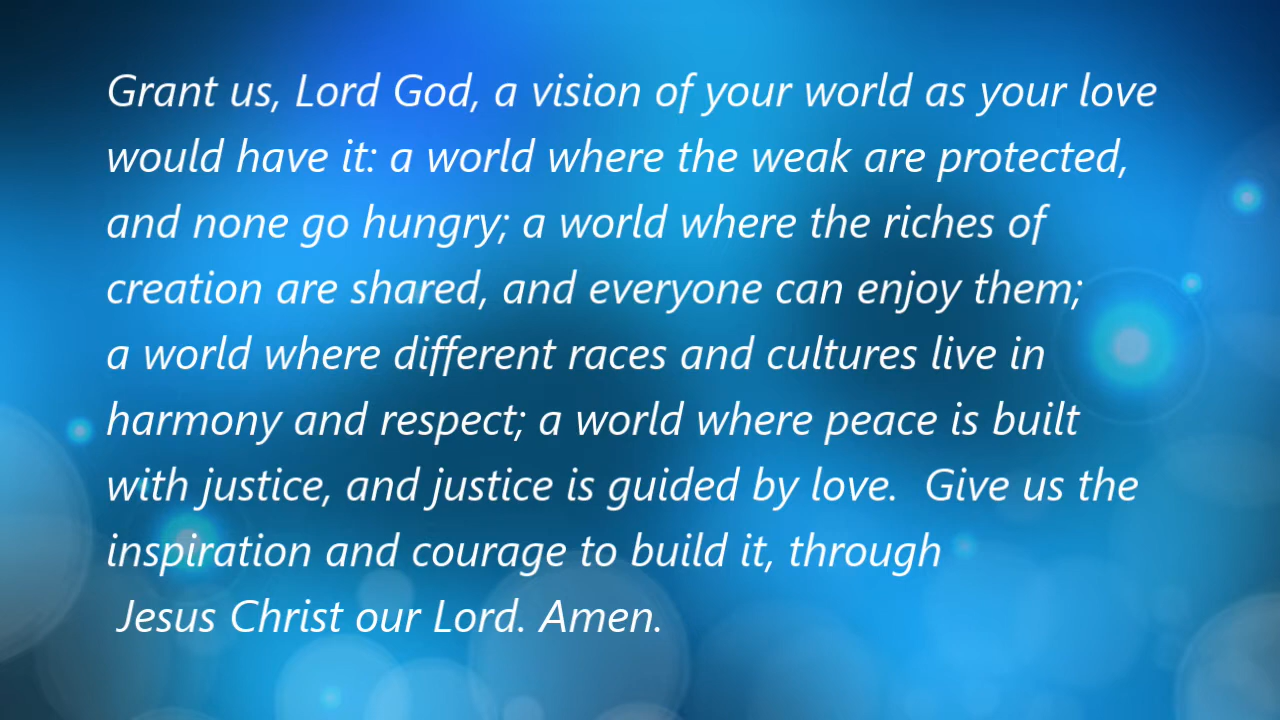 Grant us, Lord God, a vision of your world as your love
would have it: a world where the weak are protected,
and none go hungry; a world where the riches of
creation are shared, and everyone can enjoy them;
a world where different races and cultures live in
harmony and respect; a world where peace is built
with justice, and justice is guided by love.  Give us the
inspiration and courage to build it, through
Jesus Christ our Lord. Amen.